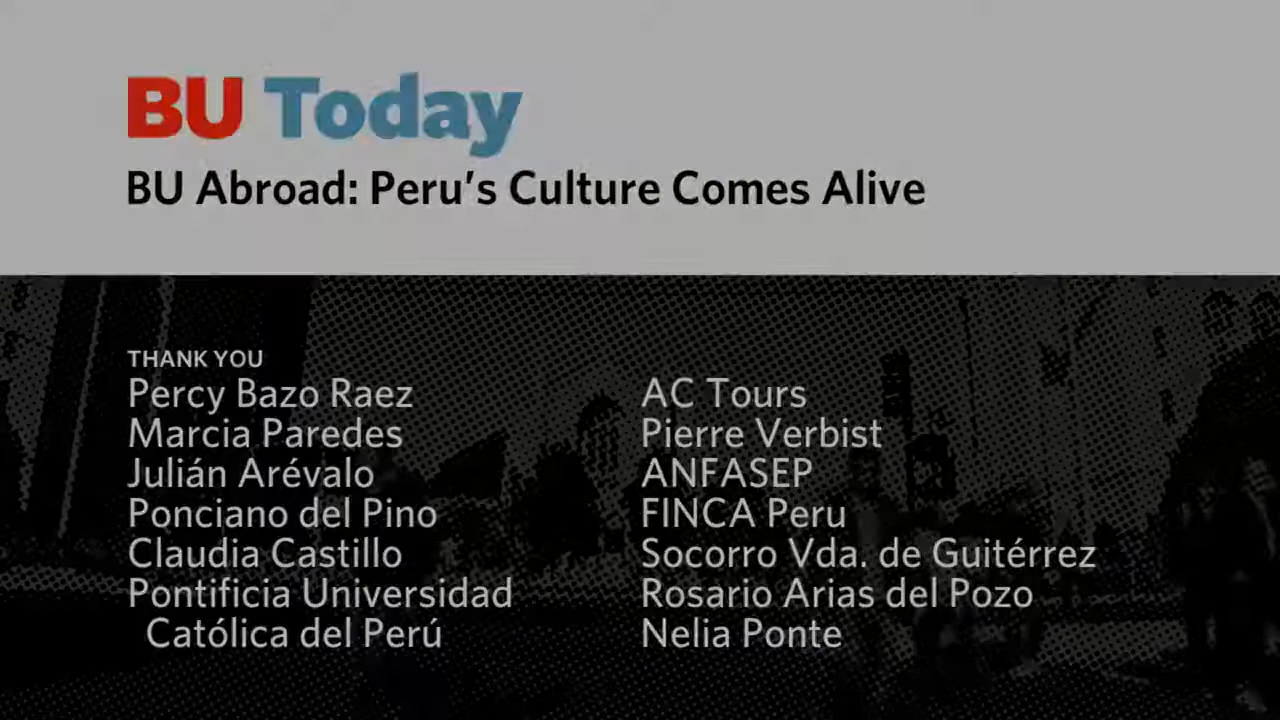 BU Today
BU Abroad: Peru's Culture Comes Alive
THANK YOU
Percy Bazo Raez
Marcia Paredes
Julián Arévalo
Ponciano del Pino
Claudia Castillo
Pontificia Universidad
Católica del Perú
AC Tours
Pierre Verbist
ANFASEP
FINCA Peru
Socorro Vda. de Guitérrez
Rosario Arias del Pozo
Nelia Ponte